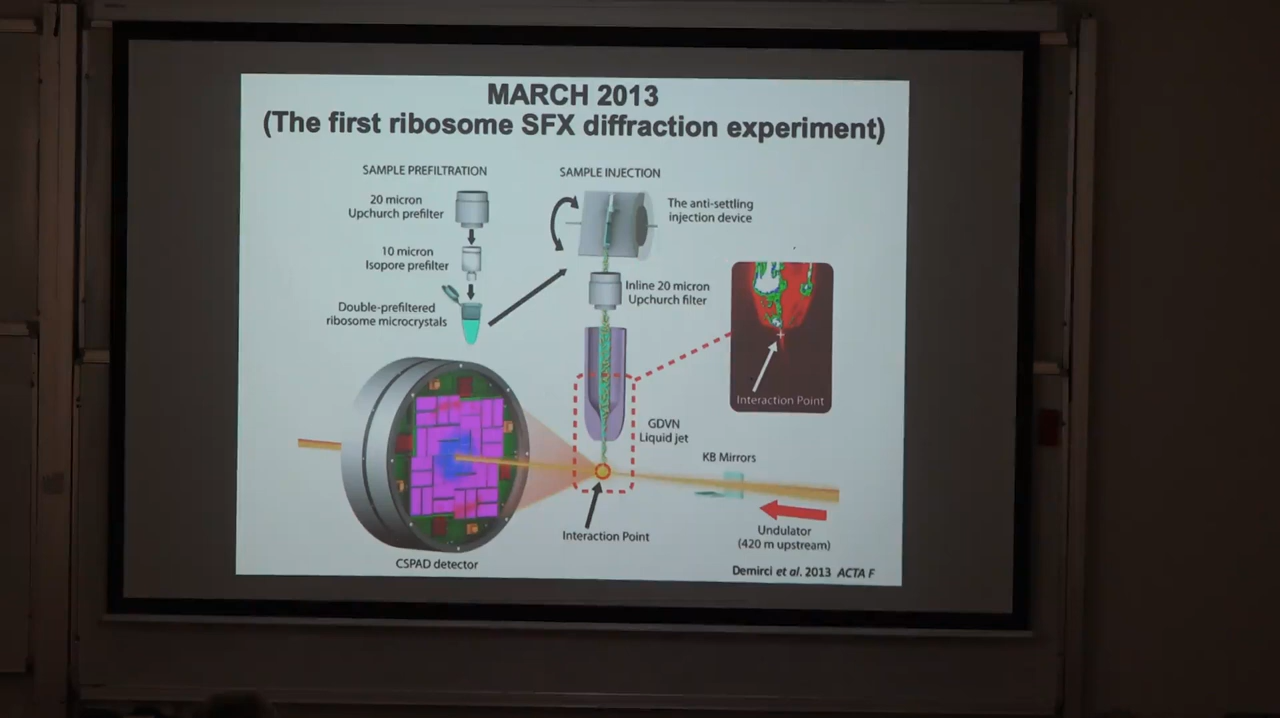 MARCH 2013
(The first ribosome SFX diffraction experiment)
SAMPLE PREFILTRATION
20 micron
Upchurch prefilter
10 micron
Isopore prefilter
Double-prefiltered
ribosome microcrystals
SAMPLE INJECTION
The anti-settling
injection device
Inline 20 micron
Upchurch filter
Interaction Point
GDVN
Liquid jet
KB Mirrors
Interaction Point
Undulator
(420 m upstream)
CSPAD detector
Demirci et al. 2013 ACTA F